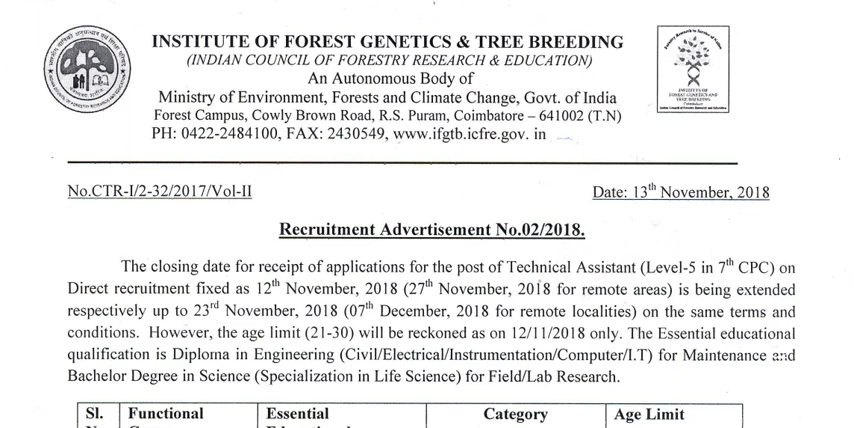 INSTITUTE OF FOREST GENETICS & TREE BREEDING
(INDIAN COUNCIL OF FORESTRY RESEARCH & EDUCATION)
An Autonomous Body of
Ministry of Environment, Forests and Climate Change, Govt. of India
Forest Campus, Cowly Brown Road, R.S. Puram, Coimbatore – 641002 (T.N)
PH: 0422-2484100, FAX: 2430549, www.ifgtb.icfre.gov. in
INSTITUTE OF
FOREST GENETICS AND
TREE BREEDING
No.CTR-I/2-32/2017/Vol-II
Date: 13th November, 2018
Recruitment Advertisement No.02/2018.
The closing date for receipt of applications for the post of Technical Assistant (Level-5 in 7th CPC) on
Direct recruitment fixed as 12th November, 2018 (27th November, 2018 for remote areas) is being extended
respectively up to 23rd November, 2018 (07th December, 2018 for remote localities) on the same terms and
conditions. However, the age limit (21-30) will be reckoned as on 12/11/2018 only. The Essential educational
qualification is Diploma in Engineering (Civil/Electrical/Instrumentation/Computer/I.T) for Maintenance and
Bachelor Degree in Science (Specialization in Life Science) for Field/Lab Research.
Sl. Functional Essential Category Age Limit